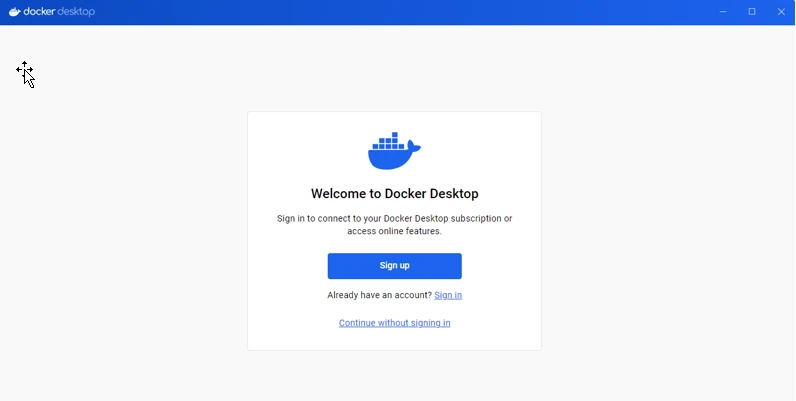 docker desktop
Welcome to Docker Desktop
Sign in to connect to your Docker Desktop subscription or
access online features.
Sign up
Already have an account? Sign in
Continue without signing in